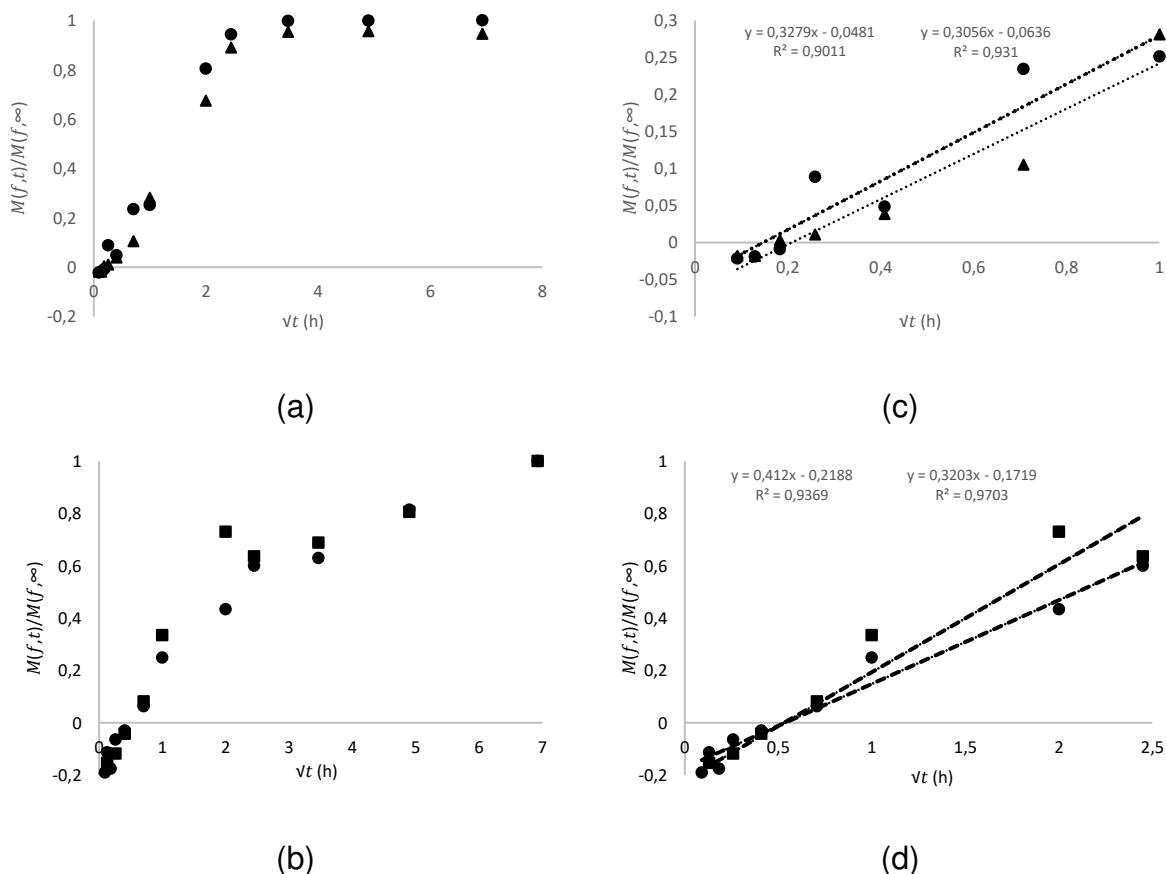 1
0,8
0,6
0,4
0,2
0
-0,2
0 2 4 6 8
M(f,t)/M(f,∞)
√t (h)
(a)
0,3
0,25
0,2
0,15
0,1
0,05
0
-0,05
-0,1
0 0,2 0,4 0,6 0,8 1
M(f,t)/M(f,∞)
√t (h)
y = 0,3279x - 0,0481
R² = 0,9011
y = 0,3056x - 0,0636
R² = 0,931
(c)
1
0,8
0,6
0,4
0,2
0
-0,2
0 1 2 3 4 5 6 7
M(f,t)/M(f,∞)
√t (h)
(b)
1
0,8
0,6
0,4
0,2
0
-0,2
0 0,5 1 1,5 2 2,5
M(f,t)/M(f,∞)
√t (h)
y = 0,412x - 0,2188
R² = 0,9369
y = 0,3203x - 0,1719
R² = 0,9703
(d)